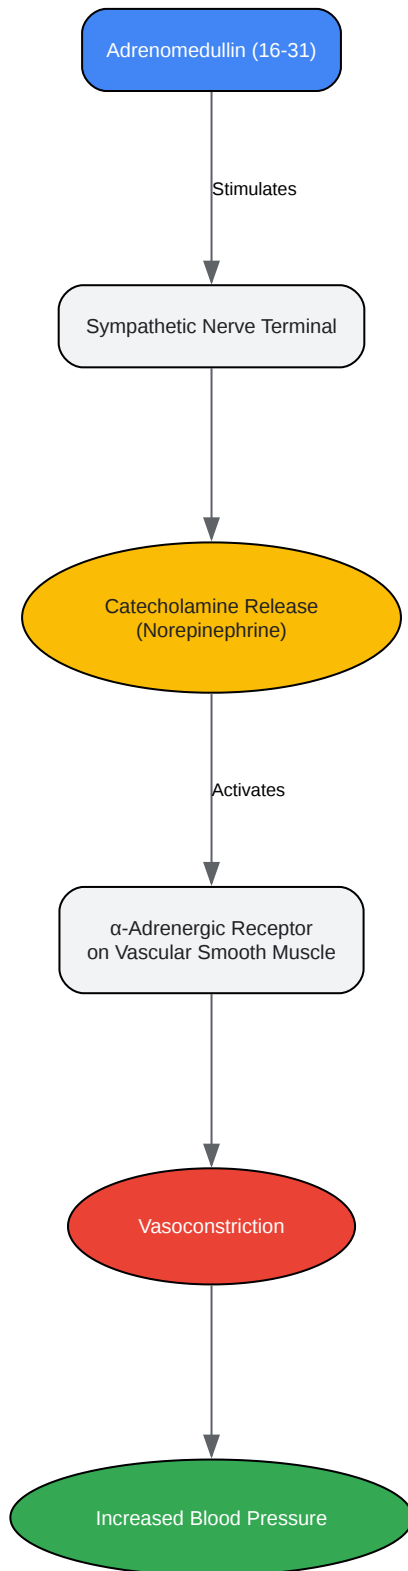 Adrenomedullin (16-31)
Stimulates
Sympathetic Nerve Terminal
Catecholamine Release
(Norepinephrine)
Activates
α-Adrenergic Receptor
on Vascular Smooth Muscle
Vasoconstriction
Increased Blood Pressure